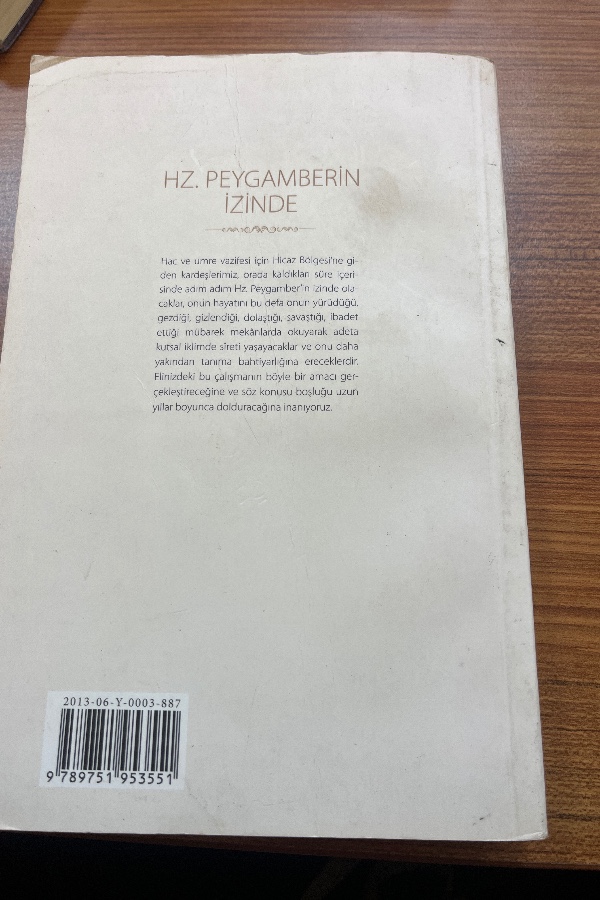 HZ. PEYGAMBERİN
İZİNDE
Hac ve umre vazifesi için Hicaz Bölgesi'ne gi-
den kardeşlerimiz, orada kaldıkları süre içeri-
sinde adım adım Hz. Peygamber'in izinde ola-
caklar, onun hayatını bu defa onun yürüdüğü,
gezdiği, gizlendiği, dolaştığı, savaştığı, ibadet
ettiği mübarek mekânlarda okuyarak adeta
kutsal iklimde sîreti yaşayacaklar ve onu daha
yakından tanıma bahtiyarlığına ereceklerdir.
Elinizdeki bu çalışmanın böyle bir amacı ger-
çekleştireceğine ve söz konusu boşluğu uzun
yıllar boyunca dolduracağına inanıyoruz.
2013-06-Y-0003-887
9 789751 953551